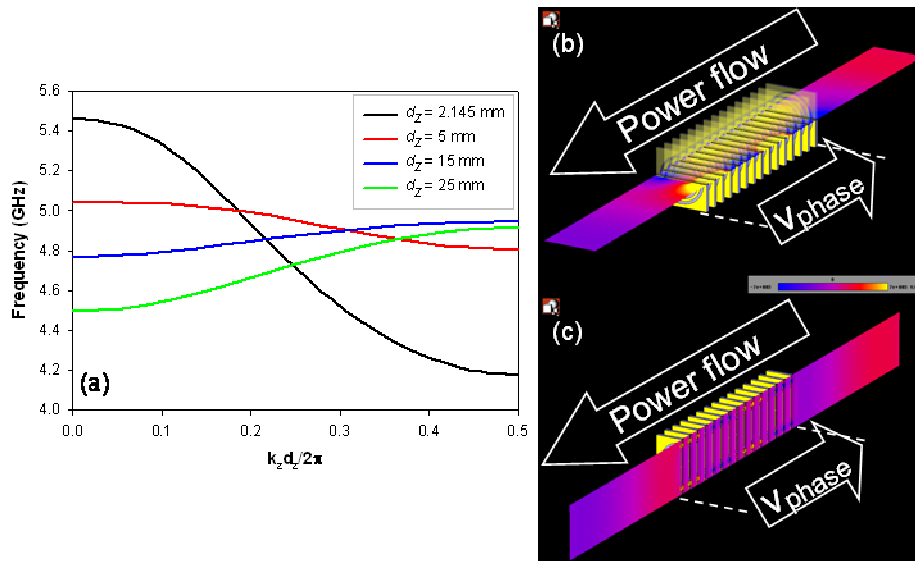 5.6
5.4
5.2
5.0
4.8
4.6
4.4
4.2
4.0
Frequency (GHz)
0.0 0.1 0.2 0.3 0.4 0.5
k_z d_z/2π
d_Z = 2.145 mm
d_Z = 5 mm
d_Z = 15 mm
d_Z = 25 mm
(a)
(b)
Power flow
Vphase
(c)
Power flow
Vphase